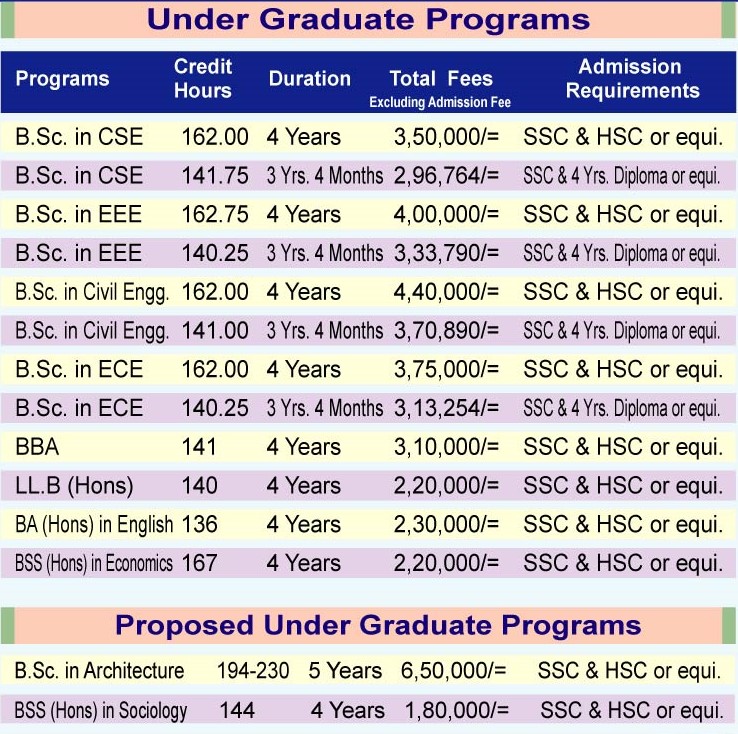 Under Graduate Programs
Programs Credit Hours Duration Total Fees Excluding Admission Fee Admission Requirements
B.Sc. in CSE 162.00 4 Years 3,50,000/= SSC & HSC or equi.
B.Sc. in CSE 141.75 3 Yrs. 4 Months 2,96,764/= SSC & 4 Yrs. Diploma or equi.
B.Sc. in EEE 162.75 4 Years 4,00,000/= SSC & HSC or equi.
B.Sc. in EEE 140.25 3 Yrs. 4 Months 3,33,790/= SSC & 4 Yrs. Diploma or equi.
B.Sc. in Civil Engg. 162.00 4 Years 4,40,000/= SSC & HSC or equi.
B.Sc. in Civil Engg. 141.00 3 Yrs. 4 Months 3,70,890/= SSC & 4 Yrs. Diploma or equi.
B.Sc. in ECE 162.00 4 Years 3,75,000/= SSC & HSC or equi.
B.Sc. in ECE 140.25 3 Yrs. 4 Months 3,13,254/= SSC & 4 Yrs. Diploma or equi.
BBA 141 4 Years 3,10,000/= SSC & HSC or equi.
LL.B (Hons) 140 4 Years 2,20,000/= SSC & HSC or equi.
BA (Hons) in English 136 4 Years 2,30,000/= SSC & HSC or equi.
BSS (Hons) in Economics 167 4 Years 2,20,000/= SSC & HSC or equi.
Proposed Under Graduate Programs
B.Sc. in Architecture 194-230 5 Years 6,50,000/= SSC & HSC or equi.
BSS (Hons) in Sociology 144 4 Years 1,80,000/= SSC & HSC or equi.